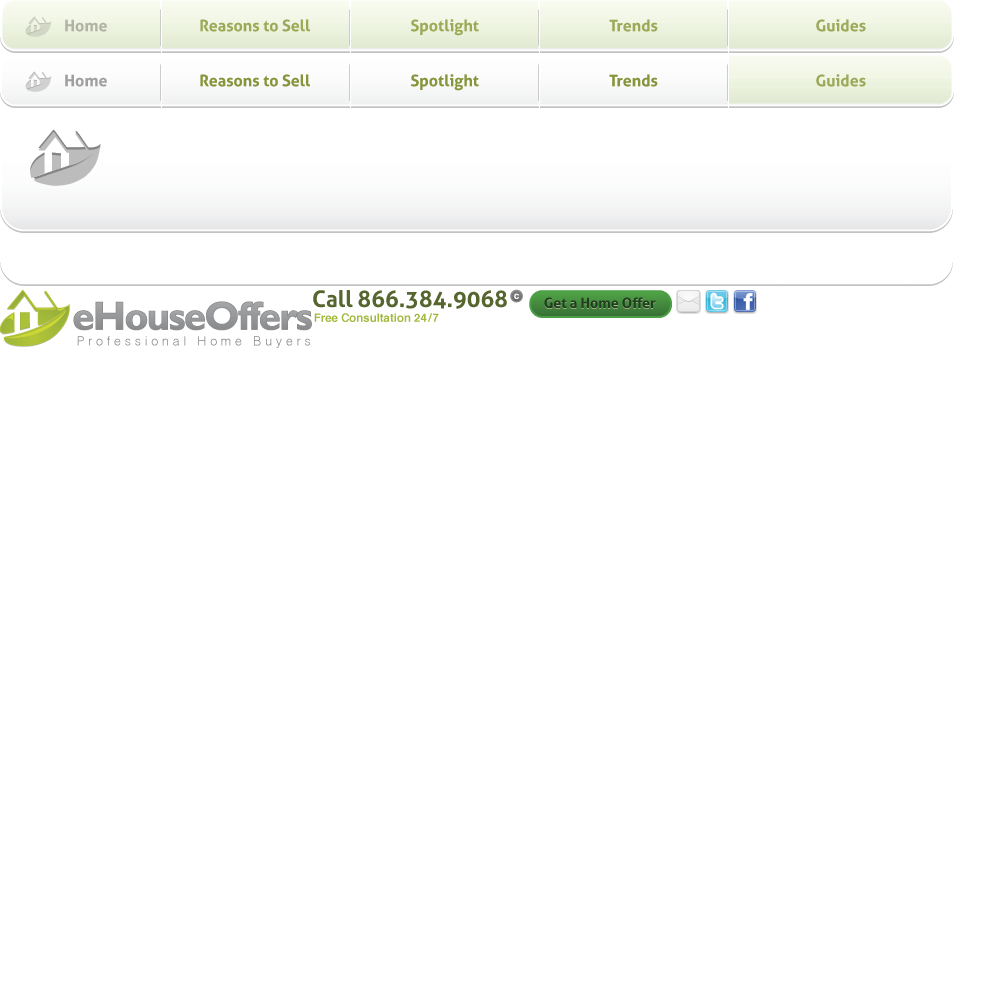 Home Reasons to Sell Spotlight Trends Guides
Home Reasons to Sell Spotlight Trends Guides
eHouseOffers
Professional Home Buyers
Call 866.384.9068 C
Free Consultation 24/7
Get a Home Offer